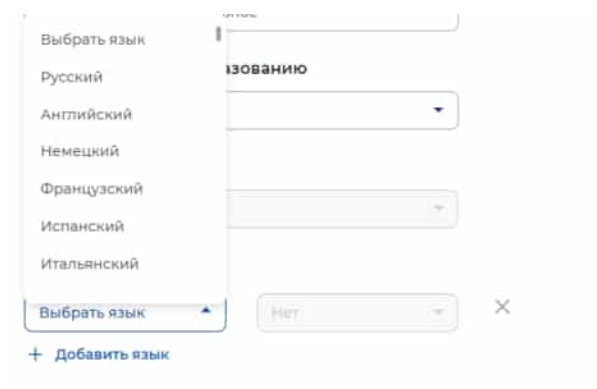 Выбрать язык
Русский
азованию
Английский
Немецкий
Французский
Испанский
Итальянский
Выбрать язык
Нет
+ Добавить язык